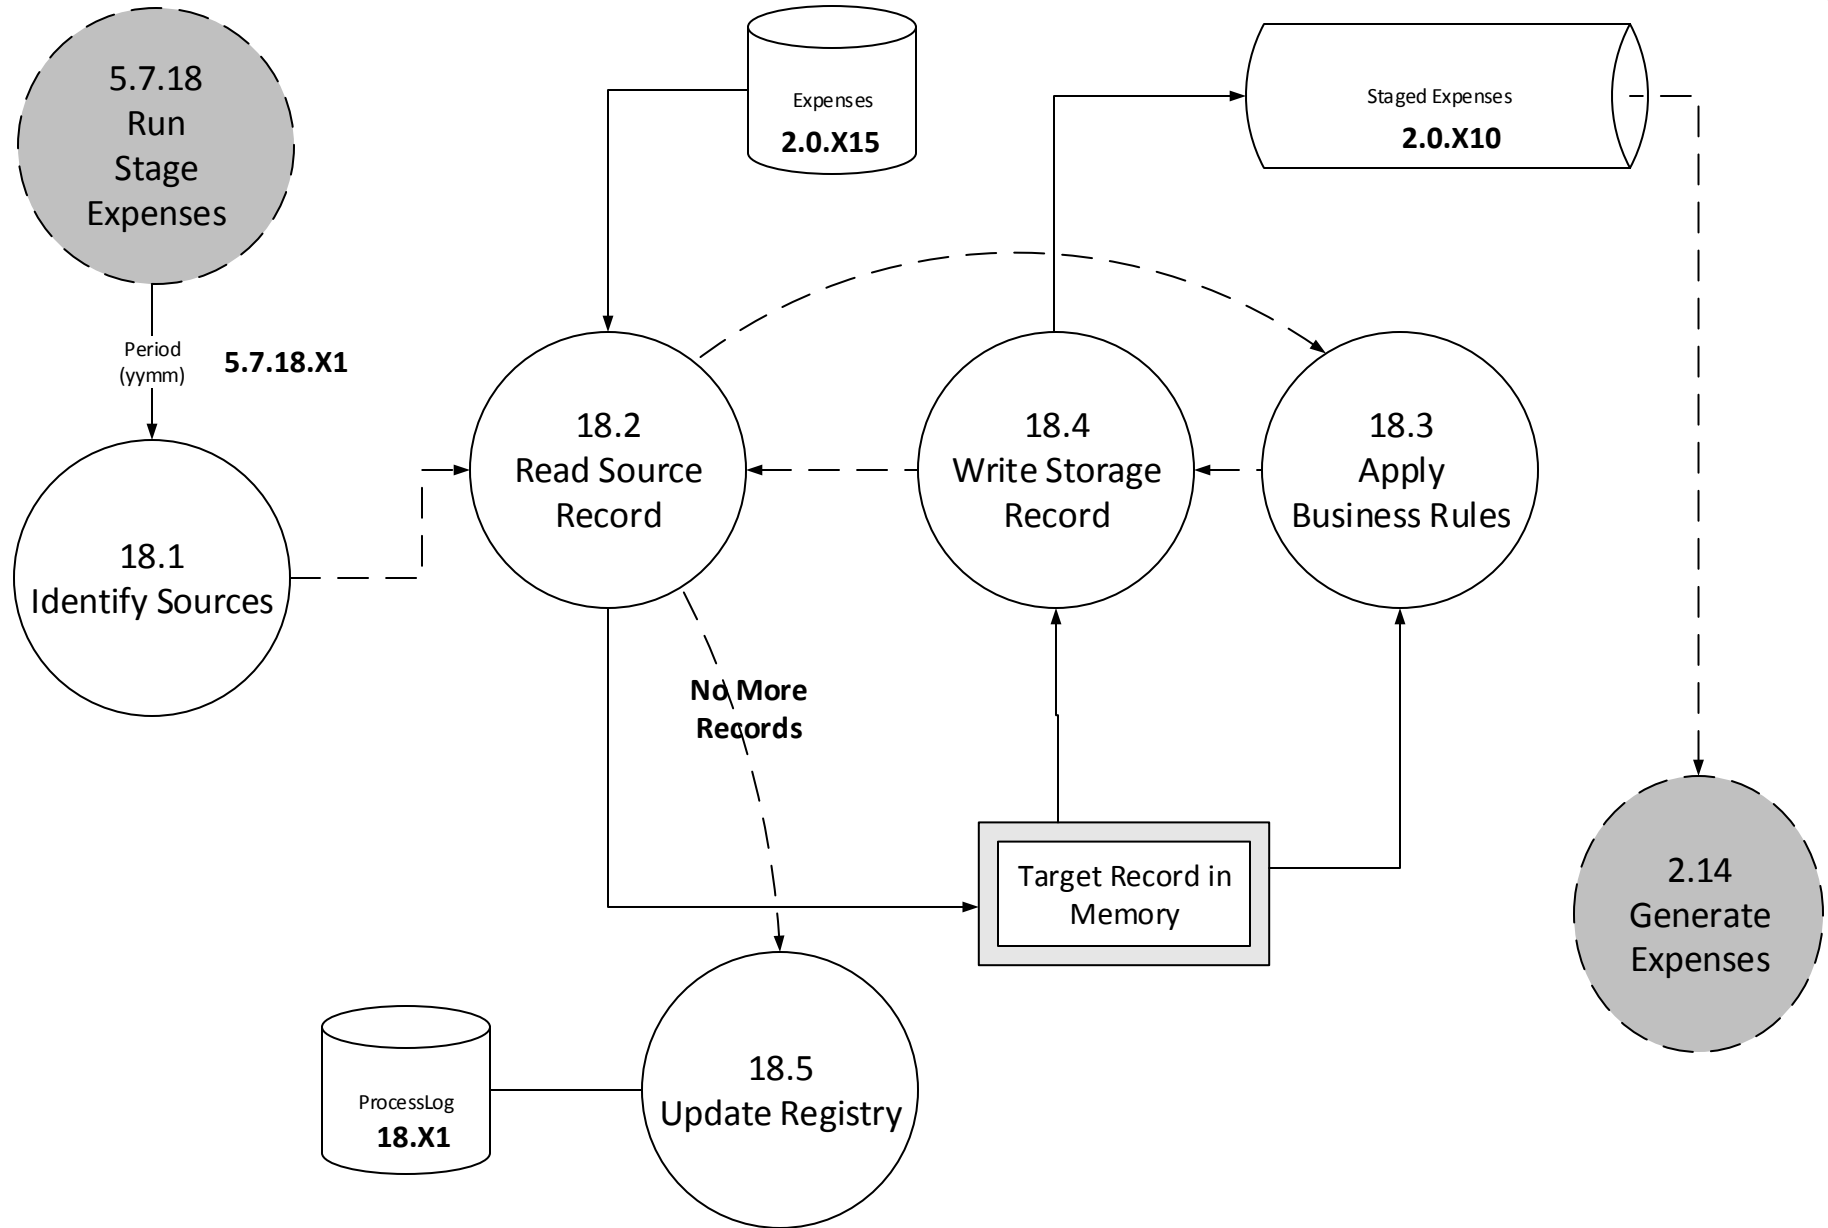 5.7.18
Run
Stage
Expenses
Expenses
2.0.X15
Staged Expenses
2.0.X10
Period
(yymm)
5.7.18.X1
18.1
Identify Sources
18.2
Read Source
Record
18.4
Write Storage
Record
18.3
Apply
Business Rules
No More
Records
Target Record in
Memory
2.14
Generate
Expenses
ProcessLog
18.X1
18.5
Update Registry